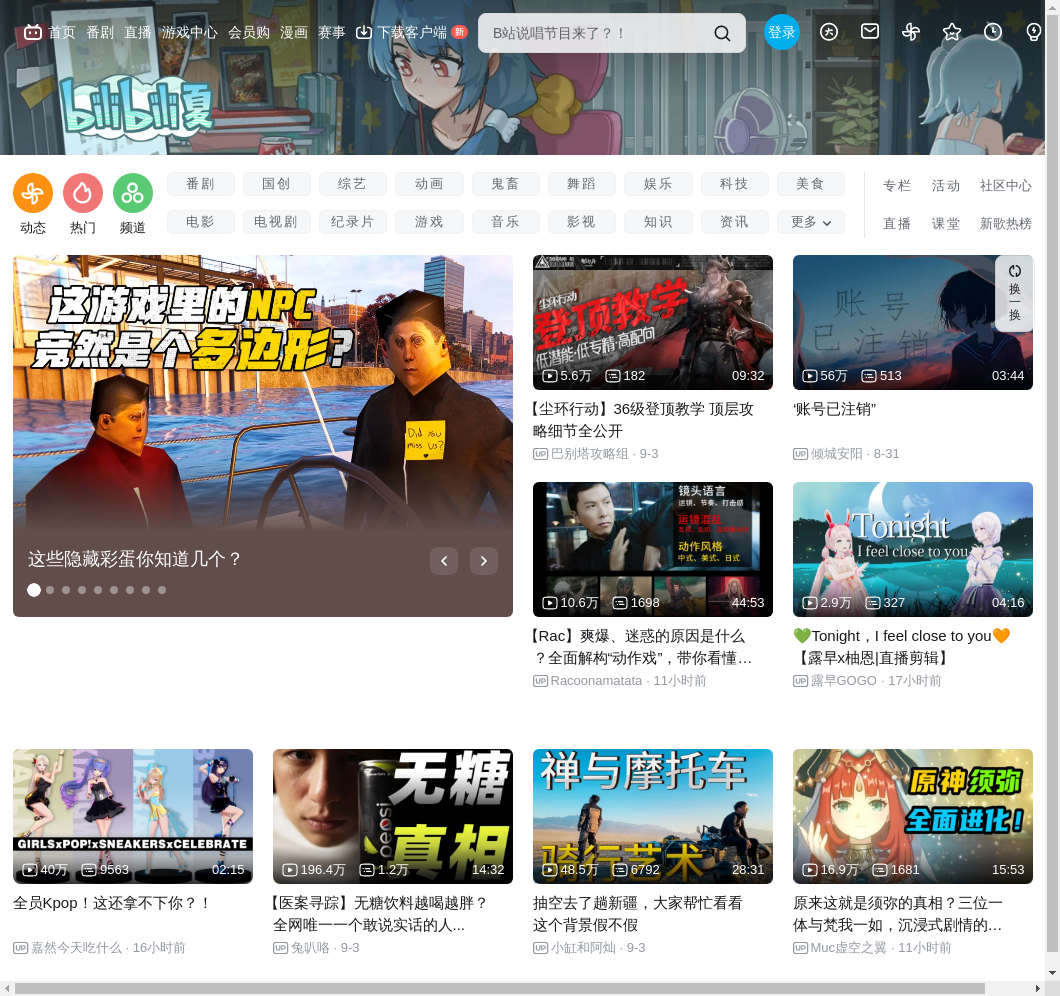 首页 番剧 直播 游戏中心 会员购 漫画 赛事 下载客户端 新
B站说唱节目来了？！
登录
bilibili夏
动态 热门 频道
番剧 国创 综艺 动画 鬼畜 舞蹈 娱乐 科技 美食
电影 电视剧 纪录片 游戏 音乐 影视 知识 资讯 更多
专栏 活动 社区中心
直播 课堂 新歌热榜
这游戏里的NPC
竟然是个多边形?
Did you
miss us?
这些隐藏彩蛋你知道几个？
尘环行动
登顶教学
低潜能·低专精·高配向
5.6万 182 09:32
【尘环行动】36级登顶教学 顶层攻
略细节全公开
UP 巴别塔攻略组 · 9-3
账号
已注销
换
一
换
56万 513 03:44
‘账号已注销”
UP 倾城安阳 · 8-31
镜头语言
运镜、节奏、打击感
运镜混乱
动作风格
中式、美式、日式
10.6万 1698 44:53
【Rac】爽爆、迷惑的原因是什么
？全面解构“动作戏”，带你看懂…
UP Racoonamatata · 11小时前
Tonight
I feel close to you
2.9万 327 04:16
💚Tonight，I feel close to you🧡
【露早x柚恩|直播剪辑】
UP 露早GOGO · 17小时前
GIRLSxPOP!xSNEAKERSxCELEBRATE
40万 9563 02:15
全员Kpop！这还拿不下你？！
UP 嘉然今天吃什么 · 16小时前
无糖
真相
pepsi
196.4万 1.2万 14:32
【医案寻踪】无糖饮料越喝越胖？
全网唯一一个敢说实话的人...
UP 兔叭咯 · 9-3
禅与摩托车
骑行艺术
48.5万 6792 28:31
抽空去了趟新疆，大家帮忙看看
这个背景假不假
UP 小缸和阿灿 · 9-3
原神须弥
全面进化!
16.9万 1681 15:53
原来这就是须弥的真相？三位一
体与梵我一如，沉浸式剧情的…
UP Muc虚空之翼 · 11小时前